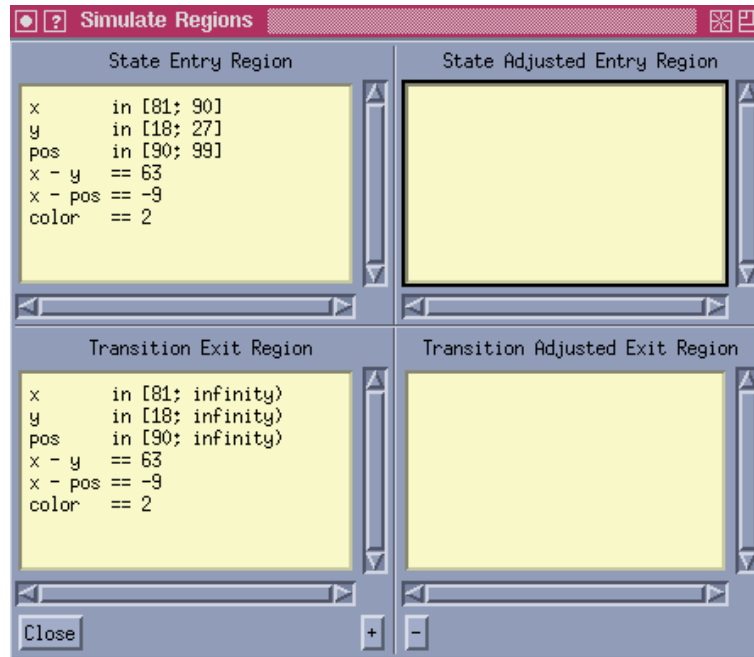 Simulate Regions
State Entry Region
x in [81; 90]
y in [18; 27]
pos in [90; 99]
x - y == 63
x - pos == -9
color == 2
State Adjusted Entry Region
Transition Exit Region
x in [81; infinity)
y in [18; infinity)
pos in [90; infinity)
x - y == 63
x - pos == -9
color == 2
Transition Adjusted Exit Region
Close
+
-